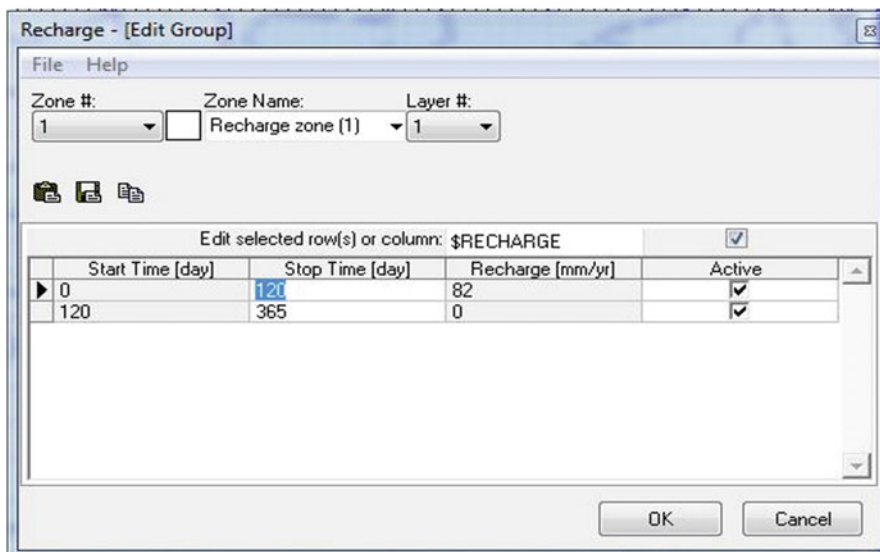 Recharge - [Edit Group]
File Help
Zone #: Zone Name: Layer #:
1 Recharge zone (1) 1
Edit selected row(s) or column: $RECHARGE
Start Time [day] Stop Time [day] Recharge [mm/yr] Active
0 120 82
120 365 0
OK Cancel